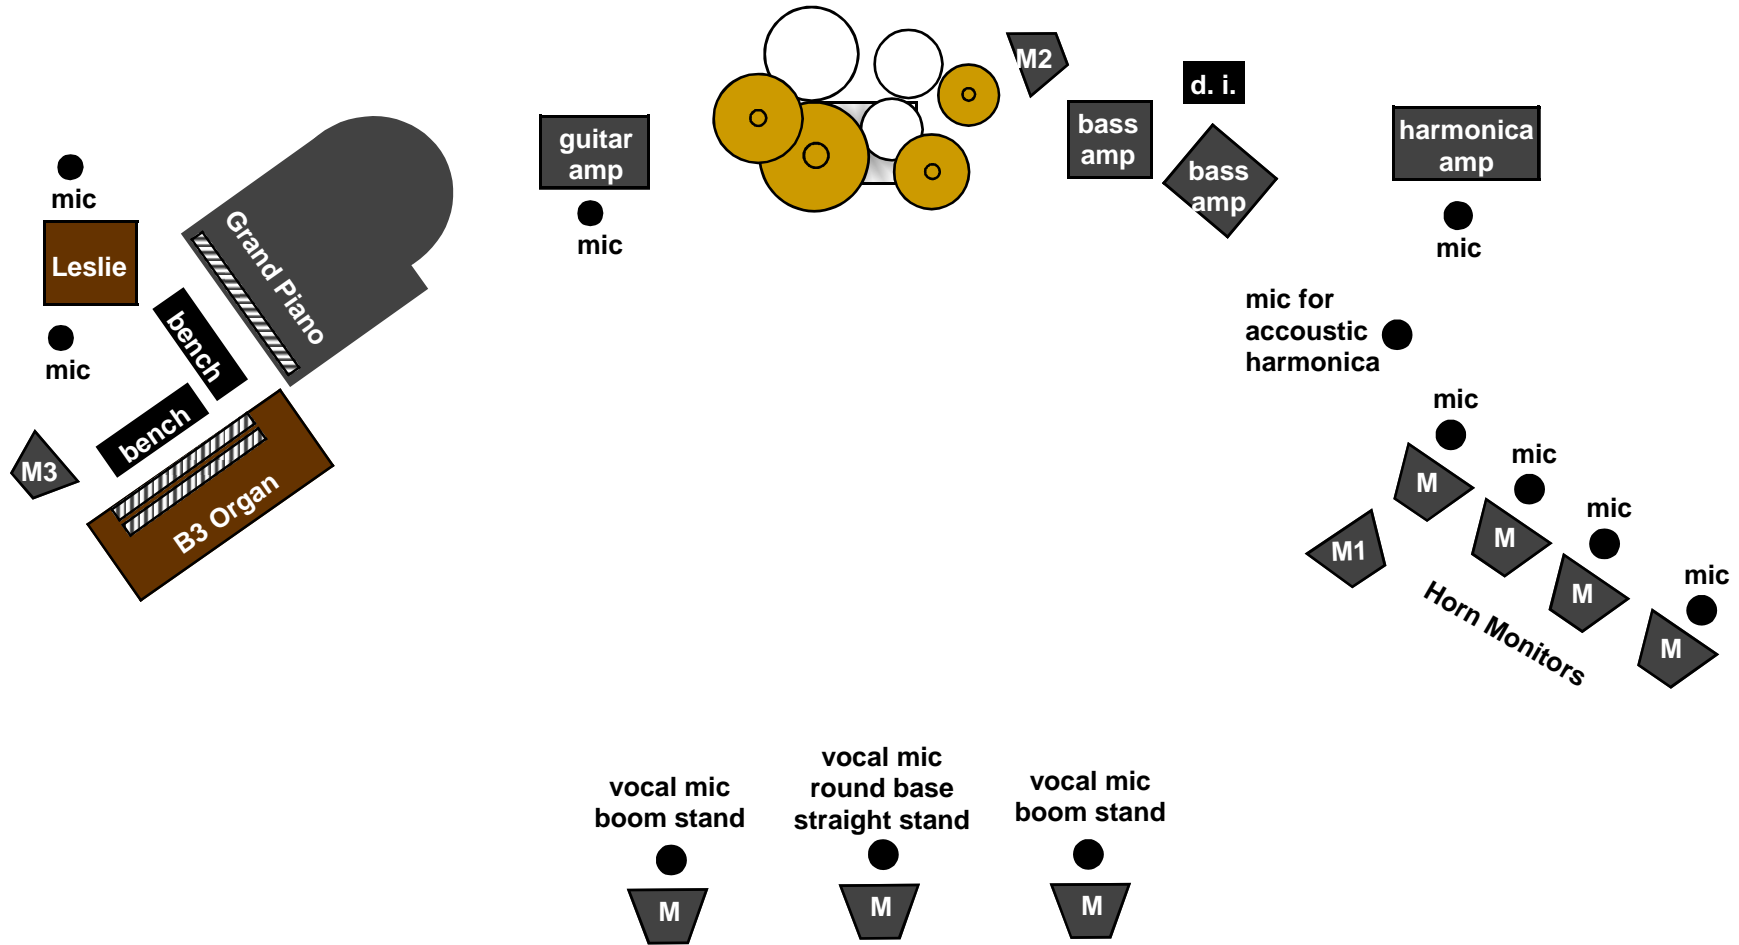 M2
d. i.
guitar
amp
bass
amp
harmonica
amp
bass
amp
mic
mic
mic
Leslie
Grand Piano
mic for
accoustic
harmonica
bench
mic
bench
mic
M3
M
mic
B3 Organ
mic
M1
M
mic
M
Horn Monitors
M
vocal mic
boom stand
vocal mic
round base
straight stand
vocal mic
boom stand
M
M
M